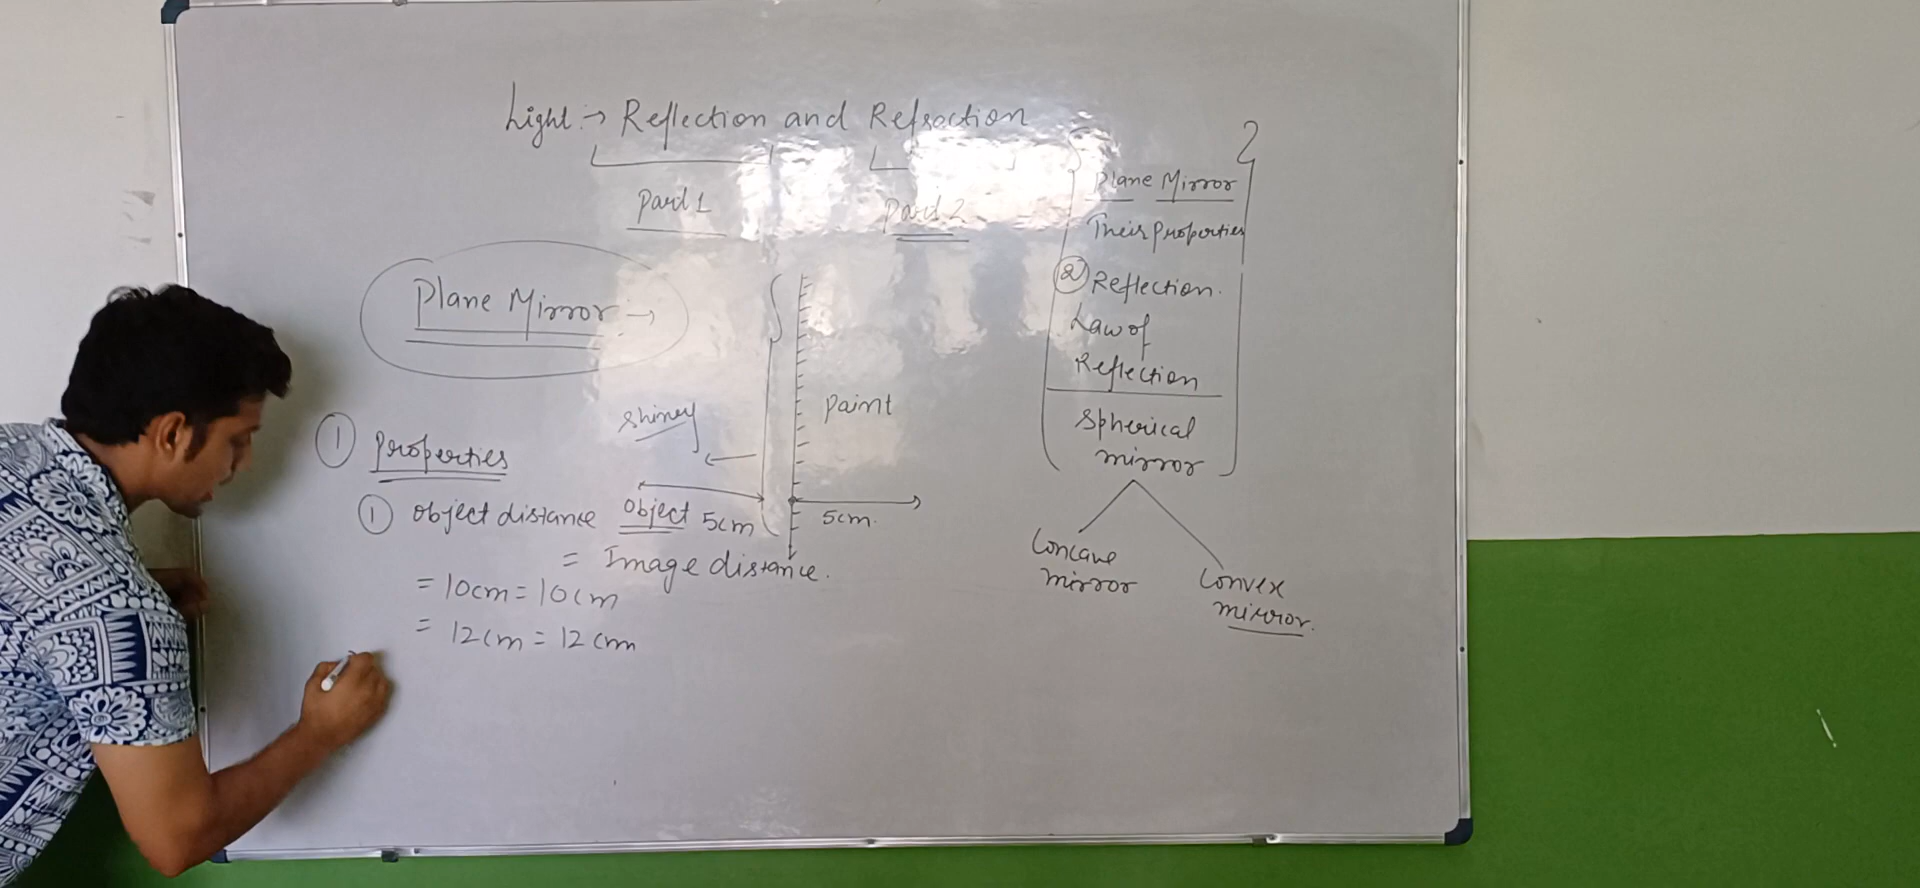 Light :→ Reflection and Refraction
Part 1
Part 2
Plane Mirror :→
Shiney
Paint
① Properties
① object distance
object 5cm
5cm.
= Image distance.
= 10cm = 10cm
= 12cm = 12cm
Plane Mirror
Their properties
② Reflection.
Law of
Reflection
Spherical
mirror
Concave
mirror
Convex
mirror.